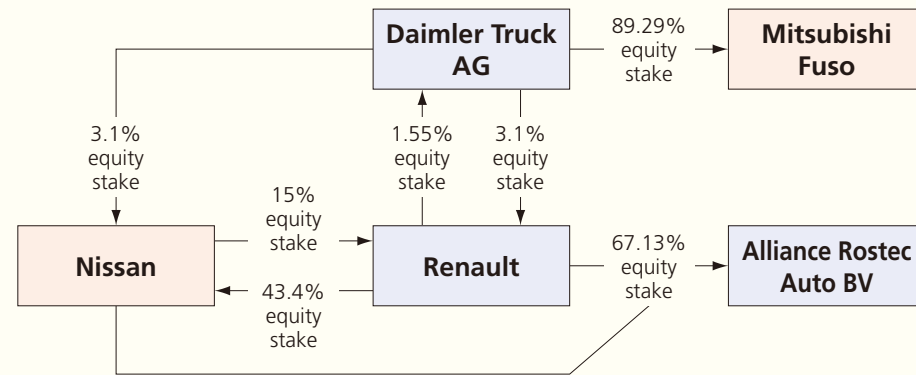 Daimler Truck
AG
89.29%
equity
stake
Mitsubishi
Fuso
3.1%
equity
stake
1.55%
equity
stake
3.1%
equity
stake
15%
equity
stake
Nissan
Renault
67.13%
equity
stake
Alliance Rostec
Auto BV
43.4%
equity
stake